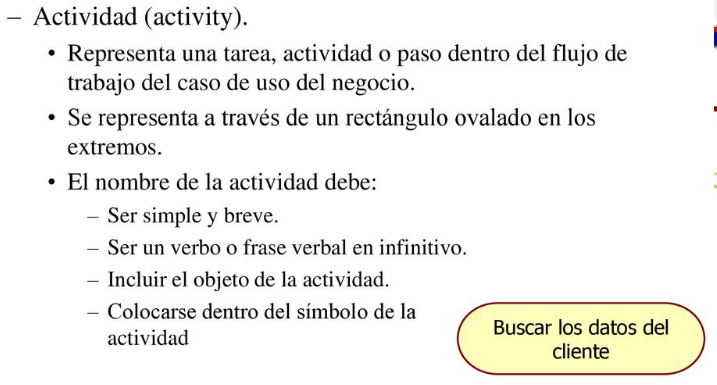 – Actividad (activity).
• Representa una tarea, actividad o paso dentro del flujo de
trabajo del caso de uso del negocio.
• Se representa a través de un rectángulo ovalado en los
extremos.
• El nombre de la actividad debe:
– Ser simple y breve.
– Ser un verbo o frase verbal en infinitivo.
– Incluir el objeto de la actividad.
– Colocarse dentro del símbolo de la
actividad
Buscar los datos del
cliente